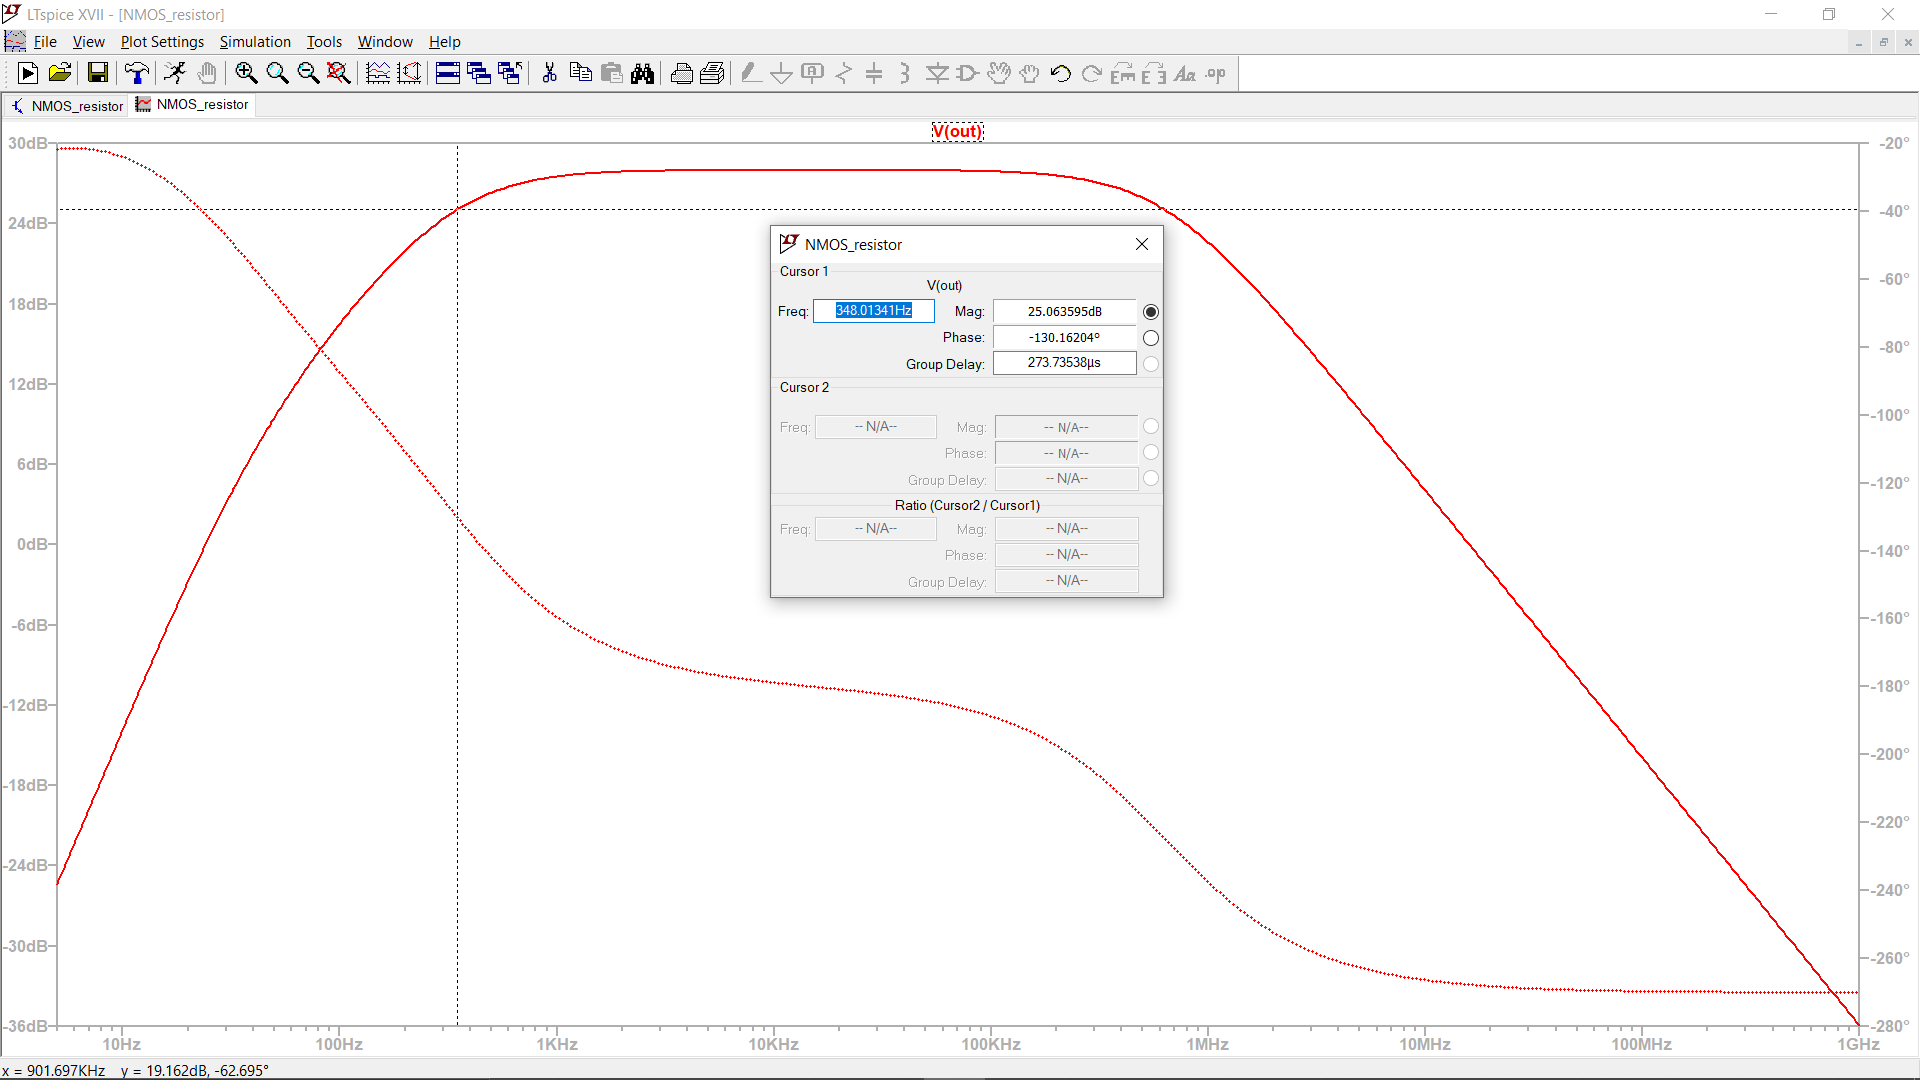 LTspice XVII - [NMOS_resistor]
File View Plot Settings Simulation Tools Window Help
NMOS_resistor NMOS_resistor
V(out)
30dB
24dB
18dB
12dB
6dB
0dB
-6dB
-12dB
-18dB
-24dB
-30dB
-36dB
-20°
-40°
-60°
-80°
-100°
-120°
-140°
-160°
-180°
-200°
-220°
-240°
-260°
-280°
10Hz 100Hz 1KHz 10KHz 100KHz 1MHz 10MHz 100MHz 1GHz
NMOS_resistor
Cursor 1
V(out)
Freq: 348.01341Hz Mag: 25.063595dB
Phase: -130.16204°
Group Delay: 273.73538µs
Cursor 2
Freq: -- N/A-- Mag: -- N/A--
Phase: -- N/A--
Group Delay: -- N/A--
Ratio (Cursor2 / Cursor1)
Freq: -- N/A-- Mag: -- N/A--
Phase: -- N/A--
Group Delay: -- N/A--
x = 901.697KHz y = 19.162dB, -62.695°